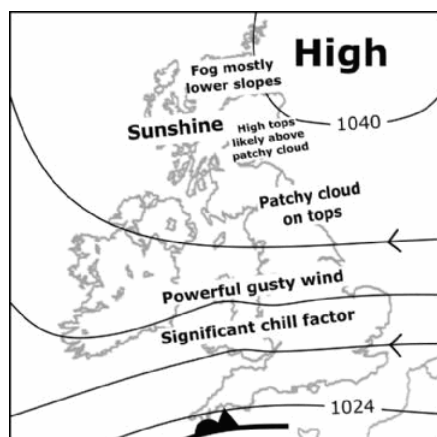 High
Fog mostly
lower slopes
1040
Sunshine
High tops
likely above
patchy cloud
Patchy cloud
on tops
Powerful gusty wind
Significant chill factor
1024